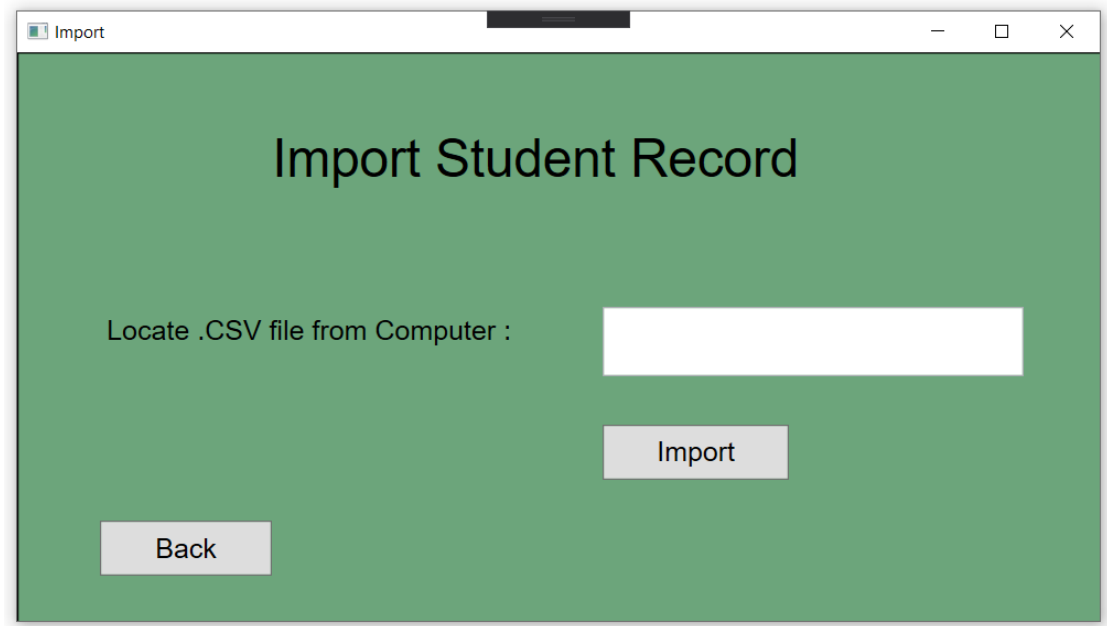 Import
Import Student Record
Locate .CSV file from Computer :
Import
Back